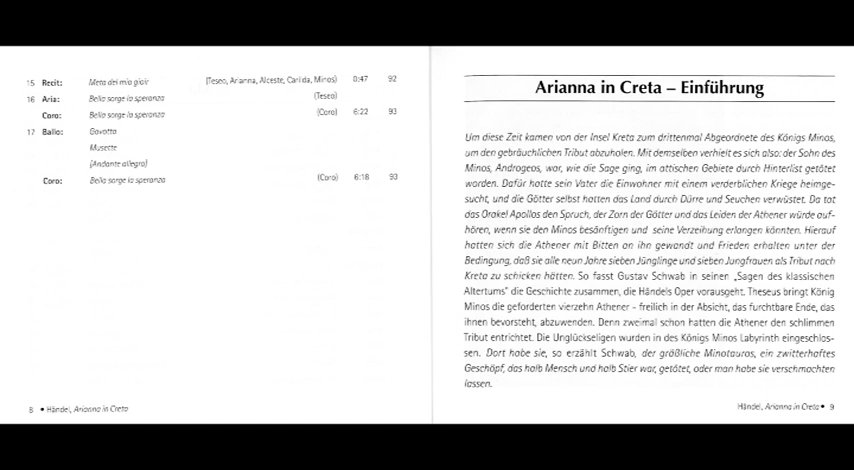 15 Recit: Meta del mio gioir (Teseo, Arianna, Alceste, Carilda, Minos) 0:47 92
16 Aria: Bella sorge la speranza (Teseo)
Coro: Bella sorge la speranza (Coro) 6:22 93
17 Ballo: Gavotta
Musette
(Andante allegro)
Coro: Bella sorge la speranza (Coro) 6:18 93
8 • Händel, Arianna in Creta
Arianna in Creta – Einführung
Um diese Zeit kamen von der Insel Kreta zum drittenmal Abgeordnete des Königs Minos,
um den gebräuchlichen Tribut abzuholen. Mit demselben verhielt es sich also: der Sohn des
Minos, Androgeos, war, wie die Sage ging, im attischen Gebiete durch Hinterlist getötet
worden. Dafür hatte sein Vater die Einwohner mit einem verderblichen Kriege heimge-
sucht, und die Götter selbst hatten das Land durch Dürre und Seuchen verwüstet. Da tat
das Orakel Apollos den Spruch, der Zorn der Götter und das Leiden der Athener würde auf-
hören, wenn sie den Minos besänftigen und seine Verzeihung erlangen könnten. Hierauf
hatten sich die Athener mit Bitten an ihn gewandt und Frieden erhalten unter der
Bedingung, daß sie alle neun Jahre sieben Jünglinge und sieben Jungfrauen als Tribut nach
Kreta zu schicken hätten. So fasst Gustav Schwab in seinen „Sagen des klassischen
Altertums" die Geschichte zusammen, die Händels Oper vorausgeht. Theseus bringt König
Minos die geforderten vierzehn Athener - freilich in der Absicht, das furchtbare Ende, das
ihnen bevorsteht, abzuwenden. Denn zweimal schon hatten die Athener den schlimmen
Tribut entrichtet. Die Unglückseligen wurden in des Königs Minos Labyrinth eingeschlos-
sen. Dort habe sie, so erzählt Schwab, der gräßliche Minotauros, ein zwitterhaftes
Geschöpf, das halb Mensch und halb Stier war, getötet, oder man habe sie verschmachten
lassen.
Händel, Arianna in Creta • 9